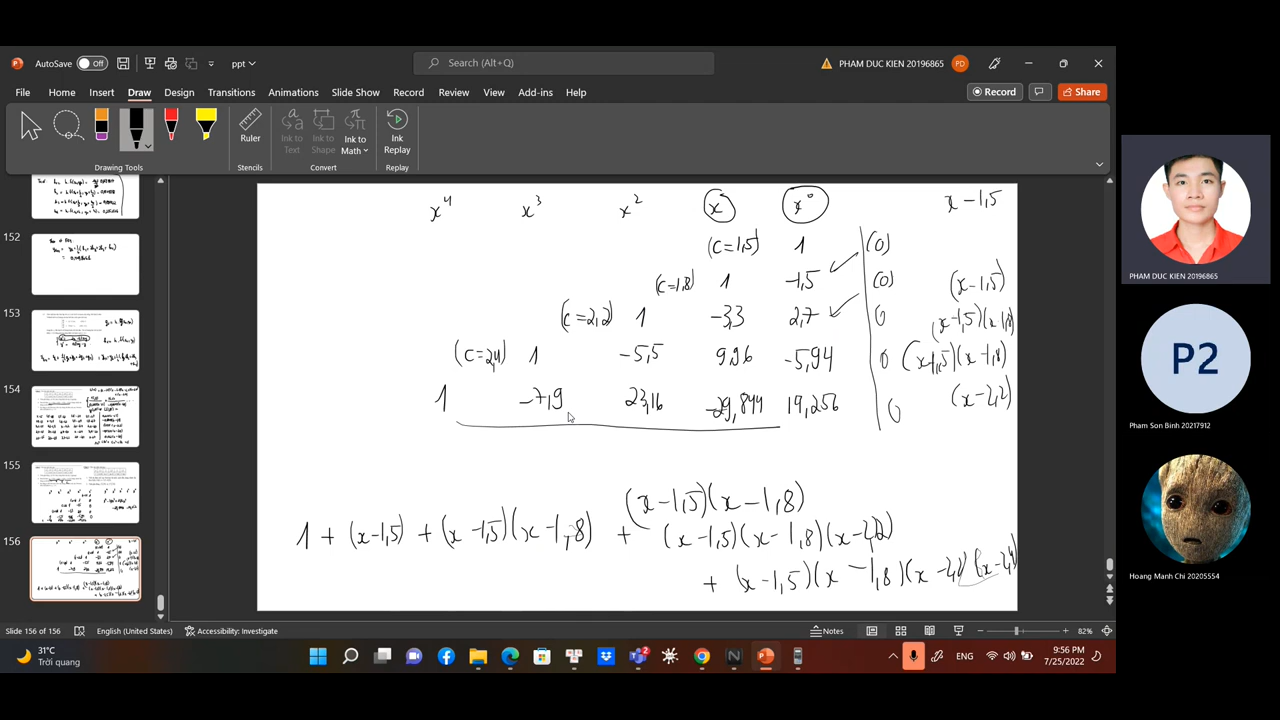 AutoSave Off ppt Search (Alt+Q) PHAM DUC KIEN 20196865 PD
File Home Insert Draw Design Transitions Animations Slide Show Record Review View Add-ins Help Record Share
Ruler
Ink to Text
Ink to Shape
Ink to Math
Ink Replay
Drawing Tools Stencils Convert Replay
152
153
154
155
156
x⁴ x³ x² x x⁰ x-1,5
(c=1,5) 1 (0)
(c=1,8) 1 -1,5 (0) (x-1,5)
(c=2,2) 1 -3,3 2,7 0 (x-1,5)(x-1,8)
(c=2,4) 1 -5,5 9,96 -5,94 0 (x-1,5)(x-1,8)
(x-2,2)
1 -7,9 23,16 -29,844 19,256 0
(x-1,5)(x-1,8)
1 + (x-1,5) + (x-1,5)(x-1,8) + (x-1,5)(x-1,8)(x-2,2)
+ (x-1,5)(x-1,8)(x-2,2)(x-2,4)
Slide 156 of 156 English (United States) Accessibility: Investigate Notes 82%
31°C
Trời quang
ENG
9:56 PM
7/25/2022
PHAM DUC KIEN 20196865
P2
Pham Son Binh 20217912
Hoang Manh Chi 20205554